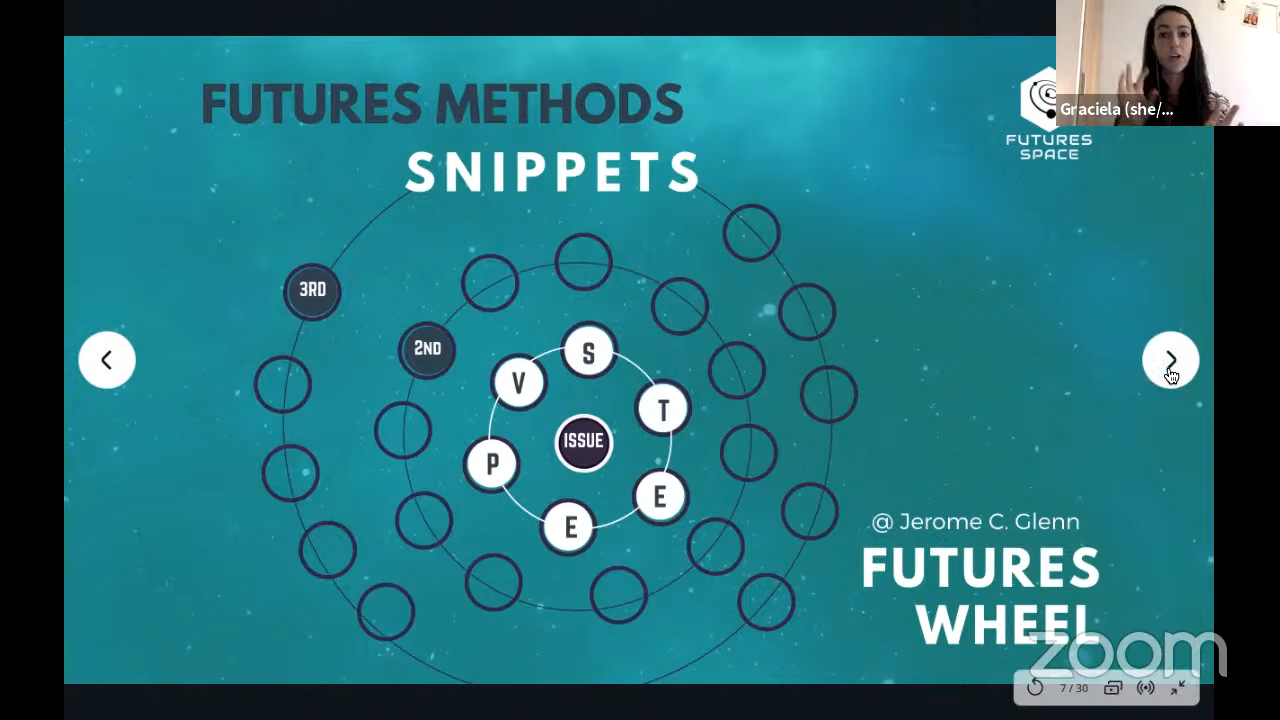 FUTURES METHODS
SNIPPETS
Graciela (she/...
FUTURES
SPACE
3RD
2ND
S
V
T
ISSUE
P
E
E
@ Jerome C. Glenn
FUTURES
WHEEL
zoom
7 / 30